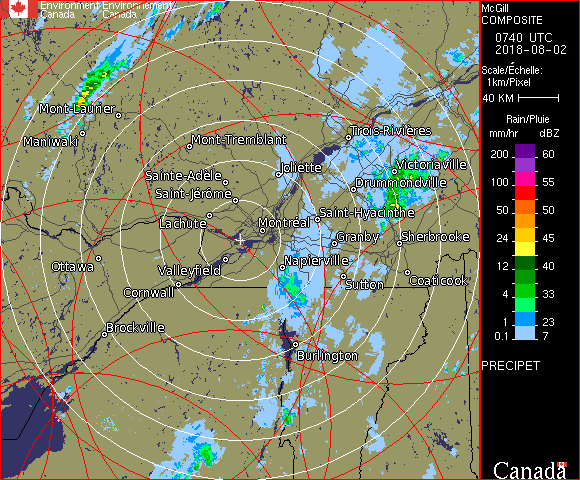 Environment Environnement
Canada Canada
McGill
COMPOSITE
0740 UTC
2018-08-02
Scale/Échelle:
1km/Pixel
40 KM
Rain/Pluie
mm/hr dBZ
200 60
100 55
50 50
24 45
12 40
4 33
2 28
1 23
0.1 7
PRECIPET
Canada
Mont-Laurier
Maniwaki
Mont-Tremblant
Trois-Rivières
Joliette
Victoriaville
Sainte-Adèle
Drummondville
Saint-Jérôme
Saint-Hyacinthe
Lachute
Montréal
Granby
Sherbrooke
Ottawa
Valleyfield
Napierville
Cornwall
Sutton
Coaticook
Brockville
Burlington